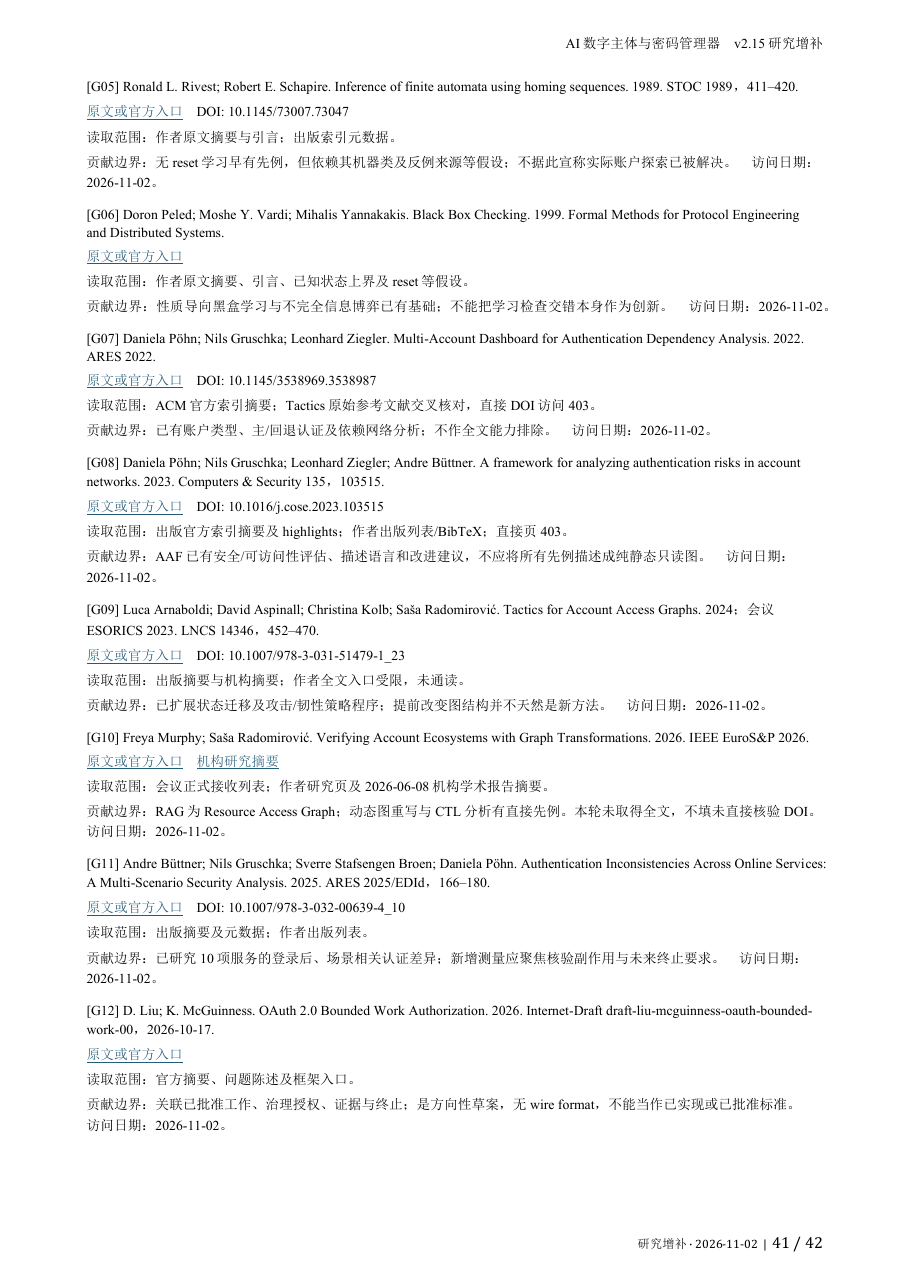 AI 数字主体与密码管理器 v2.15 研究增补
[G05] Ronald L. Rivest; Robert E. Schapire. Inference of finite automata using homing sequences. 1989. STOC 1989，411–420.
原文或官方入口 DOI: 10.1145/73007.73047
读取范围：作者原文摘要与引言；出版索引元数据。
贡献边界：无 reset 学习早有先例，但依赖其机器类及反例来源等假设；不据此宣称实际账户探索已被解决。 访问日期：
2026-11-02。
[G06] Doron Peled; Moshe Y. Vardi; Mihalis Yannakakis. Black Box Checking. 1999. Formal Methods for Protocol Engineering
and Distributed Systems.
原文或官方入口
读取范围：作者原文摘要、引言、已知状态上界及 reset 等假设。
贡献边界：性质导向黑盒学习与不完全信息博弈已有基础；不能把学习检查交错本身作为创新。 访问日期：2026-11-02。
[G07] Daniela Pöhn; Nils Gruschka; Leonhard Ziegler. Multi-Account Dashboard for Authentication Dependency Analysis. 2022.
ARES 2022.
原文或官方入口 DOI: 10.1145/3538969.3538987
读取范围：ACM 官方索引摘要；Tactics 原始参考文献交叉核对，直接 DOI 访问 403。
贡献边界：已有账户类型、主/回退认证及依赖网络分析；不作全文能力排除。 访问日期：2026-11-02。
[G08] Daniela Pöhn; Nils Gruschka; Leonhard Ziegler; Andre Büttner. A framework for analyzing authentication risks in account
networks. 2023. Computers & Security 135，103515.
原文或官方入口 DOI: 10.1016/j.cose.2023.103515
读取范围：出版官方索引摘要及 highlights；作者出版列表/BibTeX；直接页 403。
贡献边界：AAF 已有安全/可访问性评估、描述语言和改进建议，不应将所有先例描述成纯静态只读图。 访问日期：
2026-11-02。
[G09] Luca Arnaboldi; David Aspinall; Christina Kolb; Saša Radomirović. Tactics for Account Access Graphs. 2024；会议
ESORICS 2023. LNCS 14346，452–470.
原文或官方入口 DOI: 10.1007/978-3-031-51479-1_23
读取范围：出版摘要与机构摘要；作者全文入口受限，未通读。
贡献边界：已扩展状态迁移及攻击/韧性策略程序；提前改变图结构并不天然是新方法。 访问日期：2026-11-02。
[G10] Freya Murphy; Saša Radomirović. Verifying Account Ecosystems with Graph Transformations. 2026. IEEE EuroS&P 2026.
原文或官方入口 机构研究摘要
读取范围：会议正式接收列表；作者研究页及 2026-06-08 机构学术报告摘要。
贡献边界：RAG 为 Resource Access Graph；动态图重写与 CTL 分析有直接先例。本轮未取得全文，不填未直接核验 DOI。
访问日期：2026-11-02。
[G11] Andre Büttner; Nils Gruschka; Sverre Stafsengen Broen; Daniela Pöhn. Authentication Inconsistencies Across Online Services:
A Multi-Scenario Security Analysis. 2025. ARES 2025/EDId，166–180.
原文或官方入口 DOI: 10.1007/978-3-032-00639-4_10
读取范围：出版摘要及元数据；作者出版列表。
贡献边界：已研究 10 项服务的登录后、场景相关认证差异；新增测量应聚焦核验副作用与未来终止要求。 访问日期：
2026-11-02。
[G12] D. Liu; K. McGuinness. OAuth 2.0 Bounded Work Authorization. 2026. Internet-Draft draft-liu-mcguinness-oauth-bounded-
work-00，2026-10-17.
原文或官方入口
读取范围：官方摘要、问题陈述及框架入口。
贡献边界：关联已批准工作、治理授权、证据与终止；是方向性草案，无 wire format，不能当作已实现或已批准标准。
访问日期：2026-11-02。
研究增补 · 2026-11-02 | 41 / 42